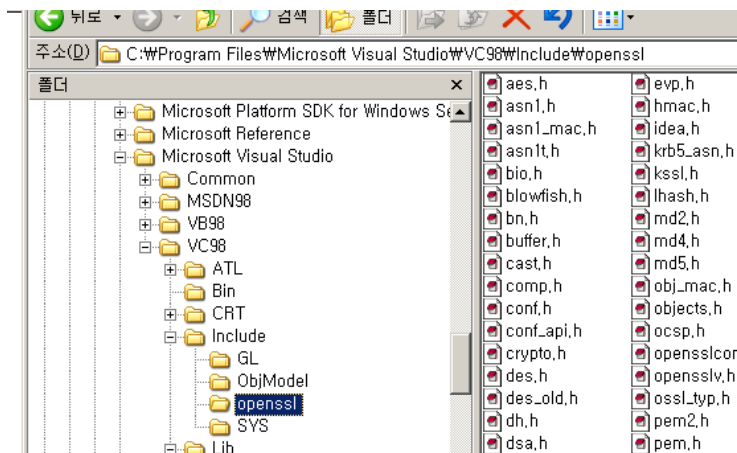 뒤로 검색 폴더
주소(D) C:₩Program Files₩Microsoft Visual Studio₩VC98₩Include₩openssl
폴더
Microsoft Platform SDK for Windows Se
Microsoft Reference
Microsoft Visual Studio
Common
MSDN98
VB98
VC98
ATL
Bin
CRT
Include
GL
ObjModel
openssl
SYS
Lib
aes.h
asn1.h
asn1_mac.h
asn1t.h
bio.h
blowfish.h
bn.h
buffer.h
cast.h
comp.h
conf.h
conf_api.h
crypto.h
des.h
des_old.h
dh.h
dsa.h
evp.h
hmac.h
idea.h
krb5_asn.h
kssl.h
lhash.h
md2.h
md4.h
md5.h
obj_mac.h
objects.h
ocsp.h
opensslcon
opensslv.h
ossl_typ.h
pem2.h
pem.h